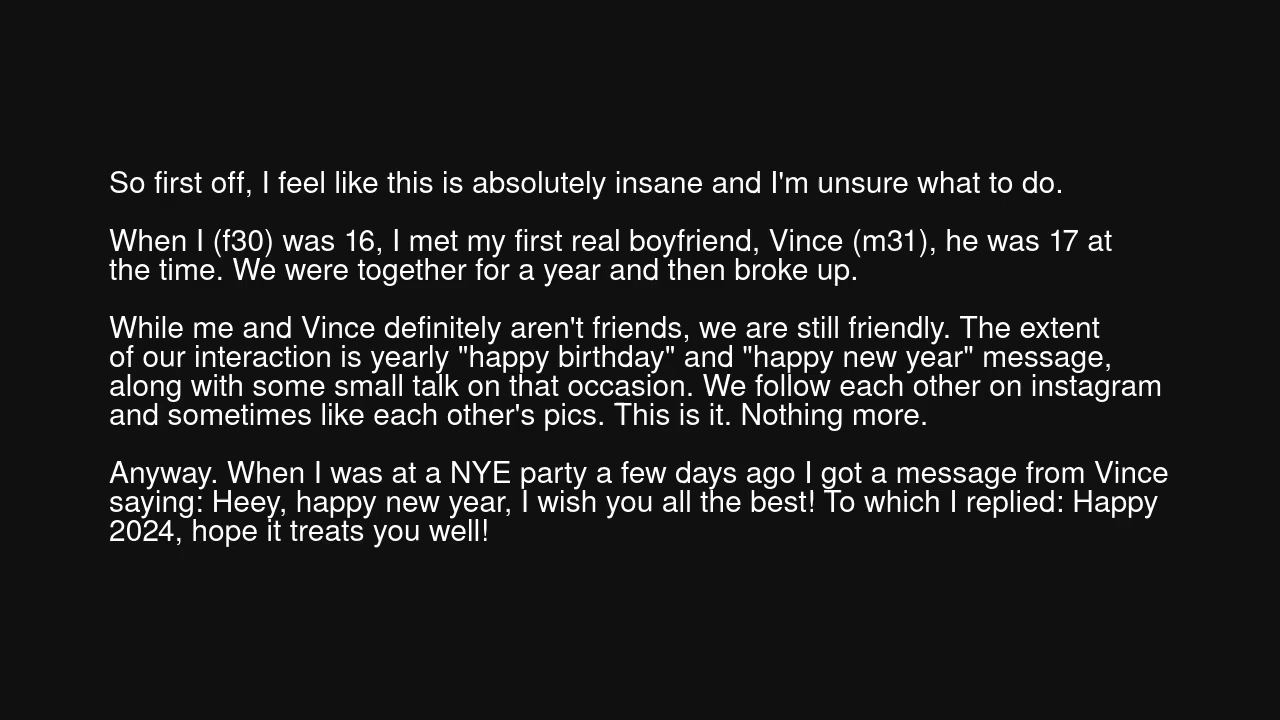 So first off, I feel like this is absolutely insane and I'm unsure what to do.
When I (f30) was 16, I met my first real boyfriend, Vince (m31), he was 17 at
the time. We were together for a year and then broke up.
While me and Vince definitely aren't friends, we are still friendly. The extent
of our interaction is yearly "happy birthday" and "happy new year" message,
along with some small talk on that occasion. We follow each other on instagram
and sometimes like each other's pics. This is it. Nothing more.
Anyway. When I was at a NYE party a few days ago I got a message from Vince
saying: Heey, happy new year, I wish you all the best! To which I replied: Happy
2024, hope it treats you well!